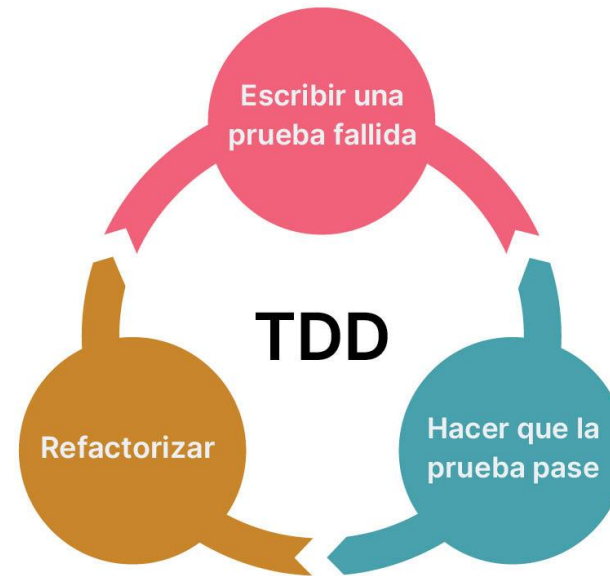 Escribir una
prueba fallida
TDD
Refactorizar
Hacer que la
prueba pase